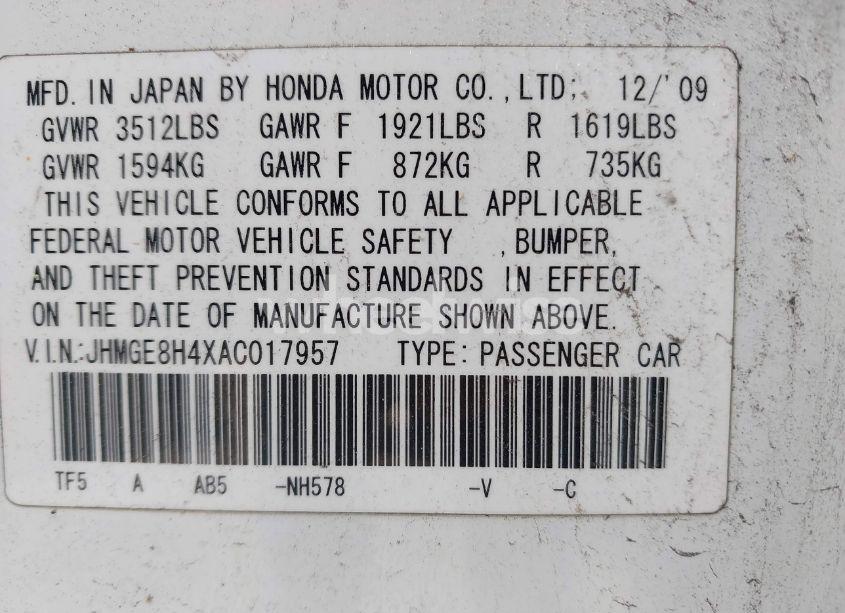 MFD. IN JAPAN BY HONDA MOTOR CO.,LTD; 12/'09
GVWR 3512LBS GAWR F 1921LBS R 1619LBS
GVWR 1594KG GAWR F 872KG R 735KG
THIS VEHICLE CONFORMS TO ALL APPLICABLE
FEDERAL MOTOR VEHICLE SAFETY ,BUMPER,
AND THEFT PREVENTION STANDARDS IN EFFECT
ON THE DATE OF MANUFACTURE SHOWN ABOVE.
V.I.N.:JHMGE8H4XAC017957 TYPE: PASSENGER CAR
TF5 A AB5 -NH578 -V -C